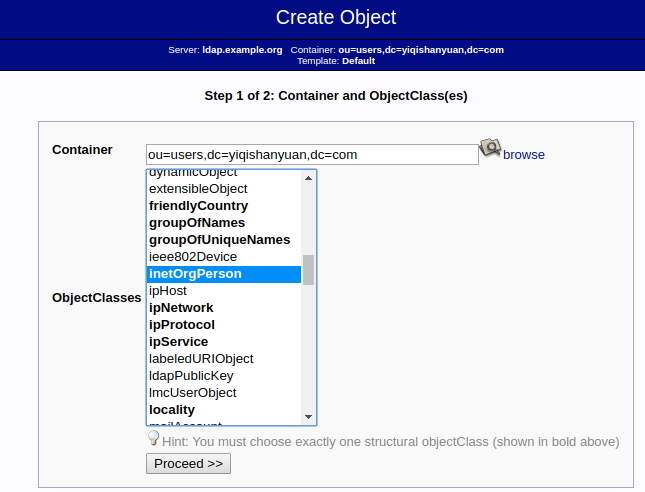 Create Object
Server: ldap.example.org Container: ou=users,dc=yiqishanyuan,dc=com
Template: Default
Step 1 of 2: Container and ObjectClass(es)
Container
ou=users,dc=yiqishanyuan,dc=com
browse
ObjectClasses
dynamicObject
extensibleObject
friendlyCountry
groupOfNames
groupOfUniqueNames
ieee802Device
inetOrgPerson
ipHost
ipNetwork
ipProtocol
ipService
labeledURIObject
ldapPublicKey
lmcUserObject
locality
mailAccount
Hint: You must choose exactly one structural objectClass (shown in bold above)
Proceed >>